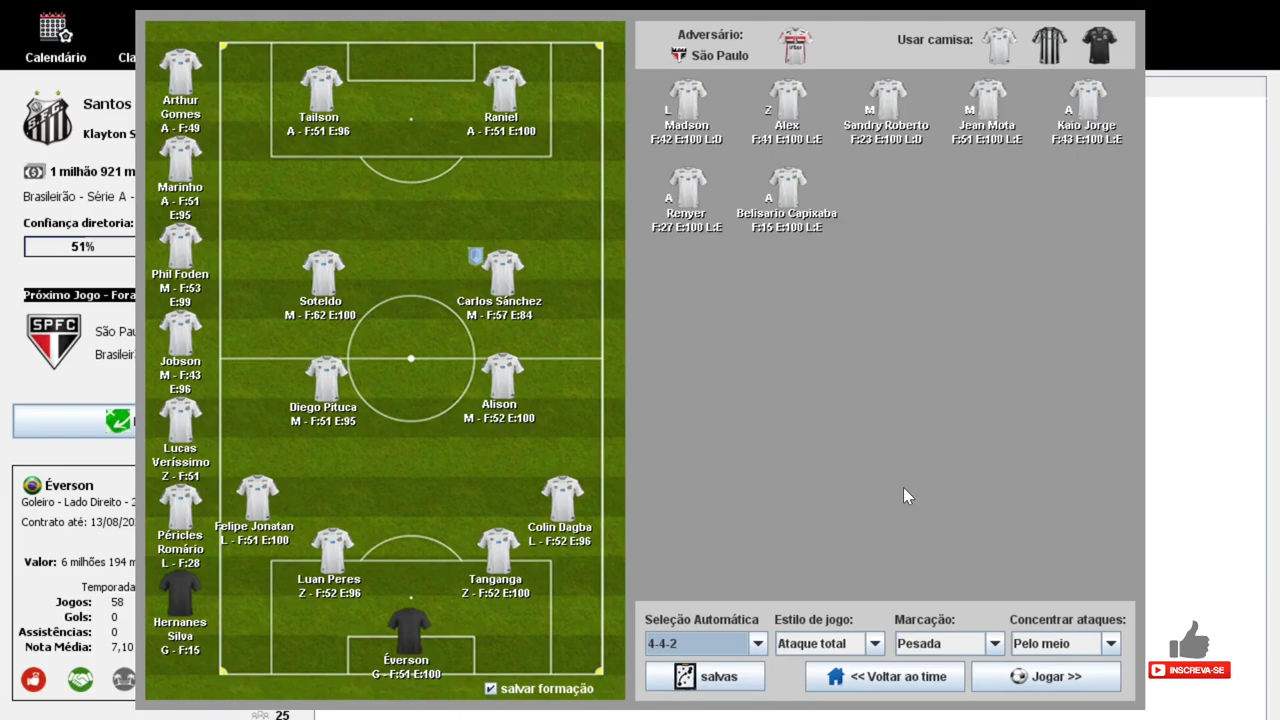 Calendário
Cla
Santos
Klayton S
1 milhão 921 m
Brasileirão - Série A -
Confiança diretoria:
51%
Próximo Jogo - Fora
SPFC
São Pau
Brasileir
Éverson
Goleiro - Lado Direito - 2
Contrato até: 13/08/20
Valor: 6 milhões 194 m
Temporada
Jogos: 58
Gols: 0
Assistências: 0
Nota Média: 7,10
25
Arthur
Gomes
A - F:49
Marinho
A - F:51
E:95
Phil Foden
M - F:53
E:99
Jobson
M - F:43
E:96
Lucas
Veríssimo
Z - F:51
Péricles
Romário
L - F:28
Hernanes
Silva
G - F:15
Tailson
A - F:51 E:96
Raniel
A - F:51 E:100
Soteldo
M - F:62 E:100
Carlos Sánchez
M - F:57 E:84
Diego Pituca
M - F:51 E:95
Alison
M - F:52 E:100
Felipe Jonatan
L - F:51 E:100
Colin Dagba
L - F:52 E:96
Luan Peres
Z - F:52 E:96
Tanganga
Z - F:52 E:100
Éverson
G - F:51 E:100
salvar formação
Adversário:
São Paulo
Usar camisa:
L
Madson
F:42 E:100 L:D
Z
Alex
F:41 E:100 L:E
M
Sandry Roberto
F:23 E:100 L:D
M
Jean Mota
F:51 E:100 L:E
A
Kaio Jorge
F:43 E:100 L:E
A
Renyer
F:27 E:100 L:E
A
Belisario Capixaba
F:15 E:100 L:E
Seleção Automática
Estilo de jogo:
Marcação:
Concentrar ataques:
4-4-2
Ataque total
Pesada
Pelo meio
salvas
<< Voltar ao time
Jogar >>
INSCREVA-SE